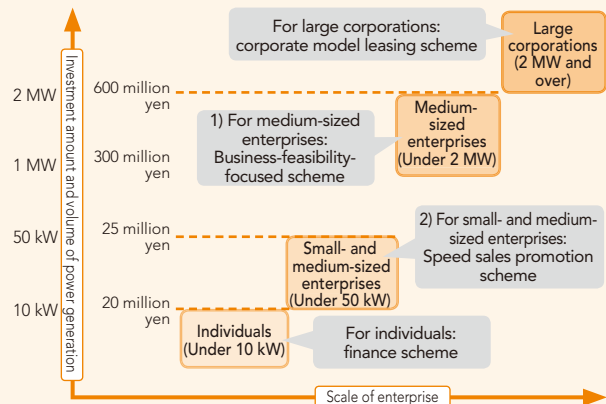 For large corporations:
corporate model leasing scheme
Large
corporations
(2 MW and
over)
Investment amount and volume of power generation
2 MW
600 million
yen
1) For medium-sized
enterprises:
Business-feasibility-
focused scheme
Medium-
sized
enterprises
(Under 2 MW)
1 MW
300 million
yen
50 kW
25 million
yen
Small- and
medium-sized
enterprises
(Under 50 kW)
2) For small- and medium-
sized enterprises:
Speed sales promotion
scheme
10 kW
20 million
yen
Individuals
(Under 10 kW)
For individuals:
finance scheme
Scale of enterprise